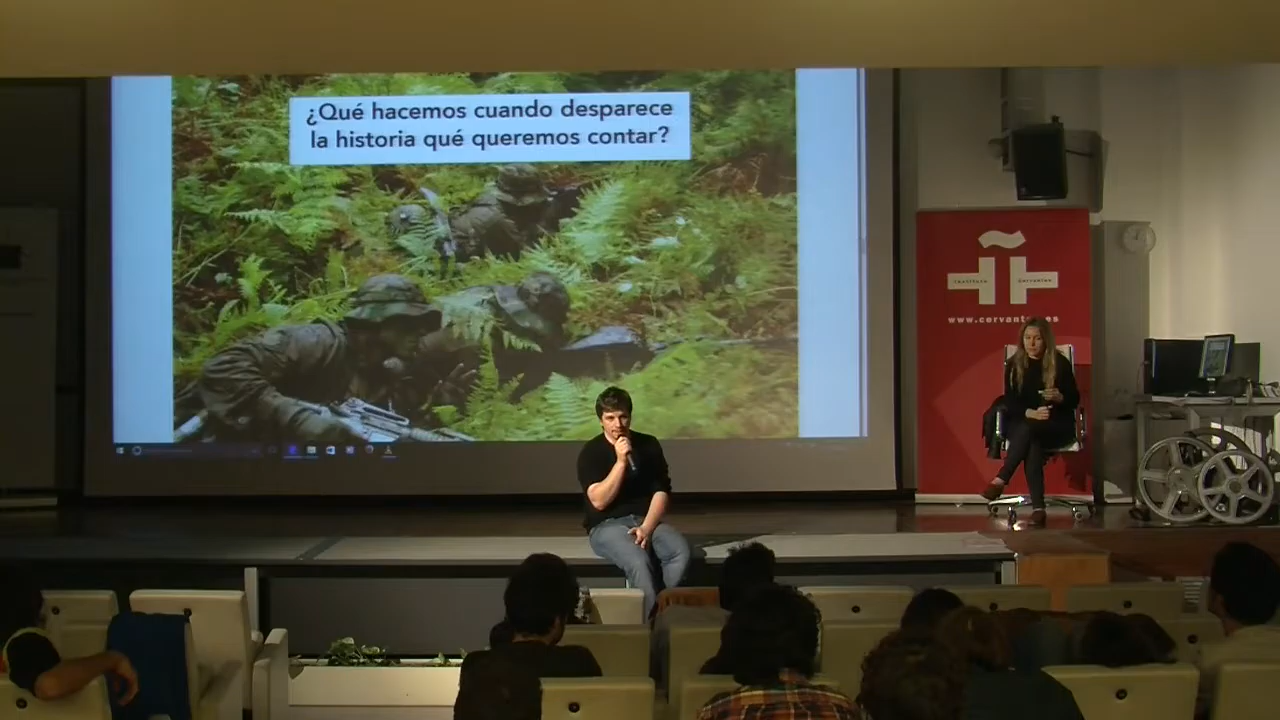 ¿Qué hacemos cuando desparece
la historia qué queremos contar?
Instituto Cervantes
www.cervantes.es